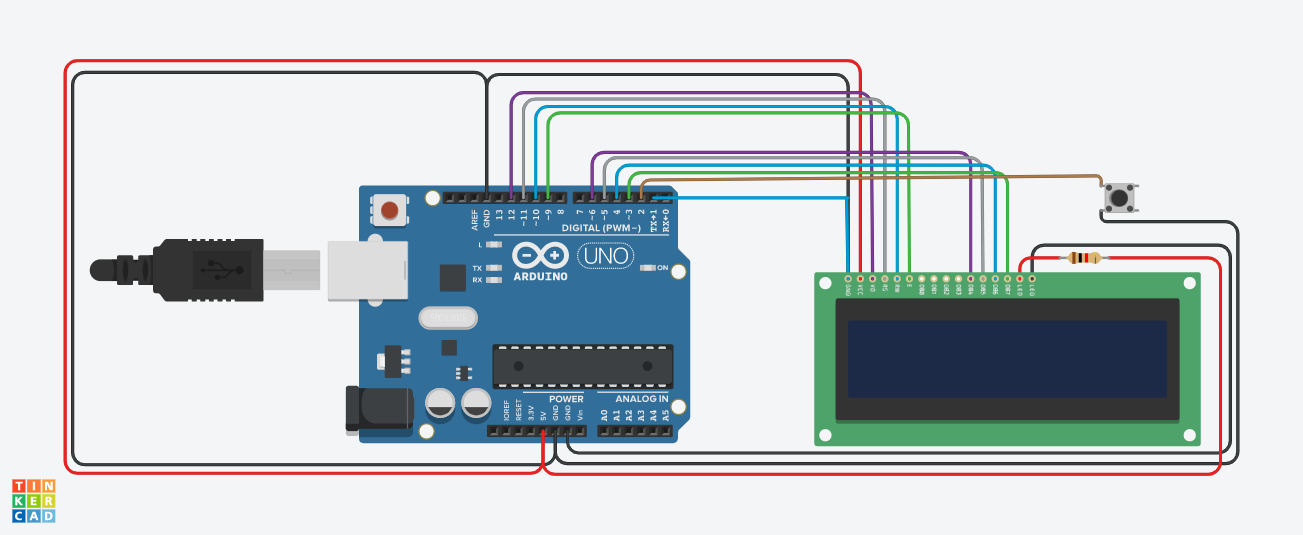 AREF
GND
13
12
~11
~10
~9
8
7
~6
~5
4
~3
2
TX→1
RX←0
DIGITAL (PWM~)
L
TX
RX
ARDUINO
UNO
ON
IOREF
RESET
3.3V
5V
GND
GND
Vin
POWER
ANALOG IN
A0
A1
A2
A3
A4
A5
GND
VCC
V0
RS
RW
E
DB0
DB1
DB2
DB3
DB4
DB5
DB6
DB7
LED
LED
TIN
KER
CAD